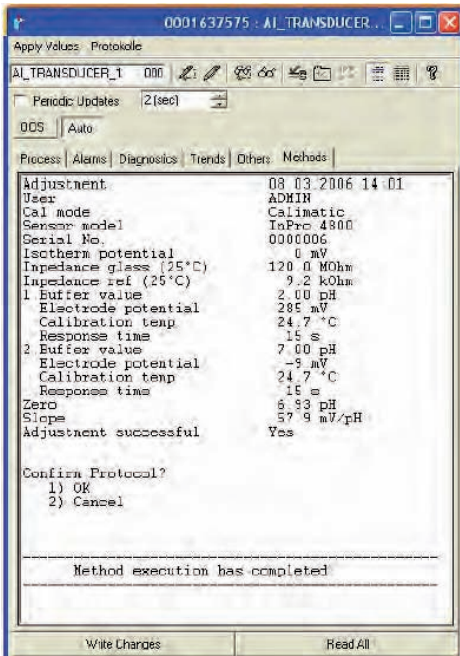 0001637575 : AI_TRANSDUCER...
Apply Values Protokolle
AI_TRANSDUCER_1 000
Periodic Updates 2 (sec)
OOS Auto
Process Alarms Diagnostics Trends Others Methods
Adjustment 08.03.2006 14:01
User ADMIN
Cal mode Calimatic
Sensor model InPro 4800
Serial No. 0000006
Isotherm potential 0 mV
Impedance glass (25°C) 120.0 MOhm
Impedance ref (25°C) 9.2 kOhm
1.Buffer value 2.00 pH
Electrode potential 285 mV
Calibration temp 24.7 °C
Response time 15 s
2.Buffer value 7.00 pH
Electrode potential -9 mV
Calibration temp 24.7 °C
Response time 15 s
Zero 6.93 pH
Slope 57.9 mV/pH
Adjustment successful Yes
Confirm Protocol?
1) OK
2) Cancel
Method execution has completed
Write Changes Read All